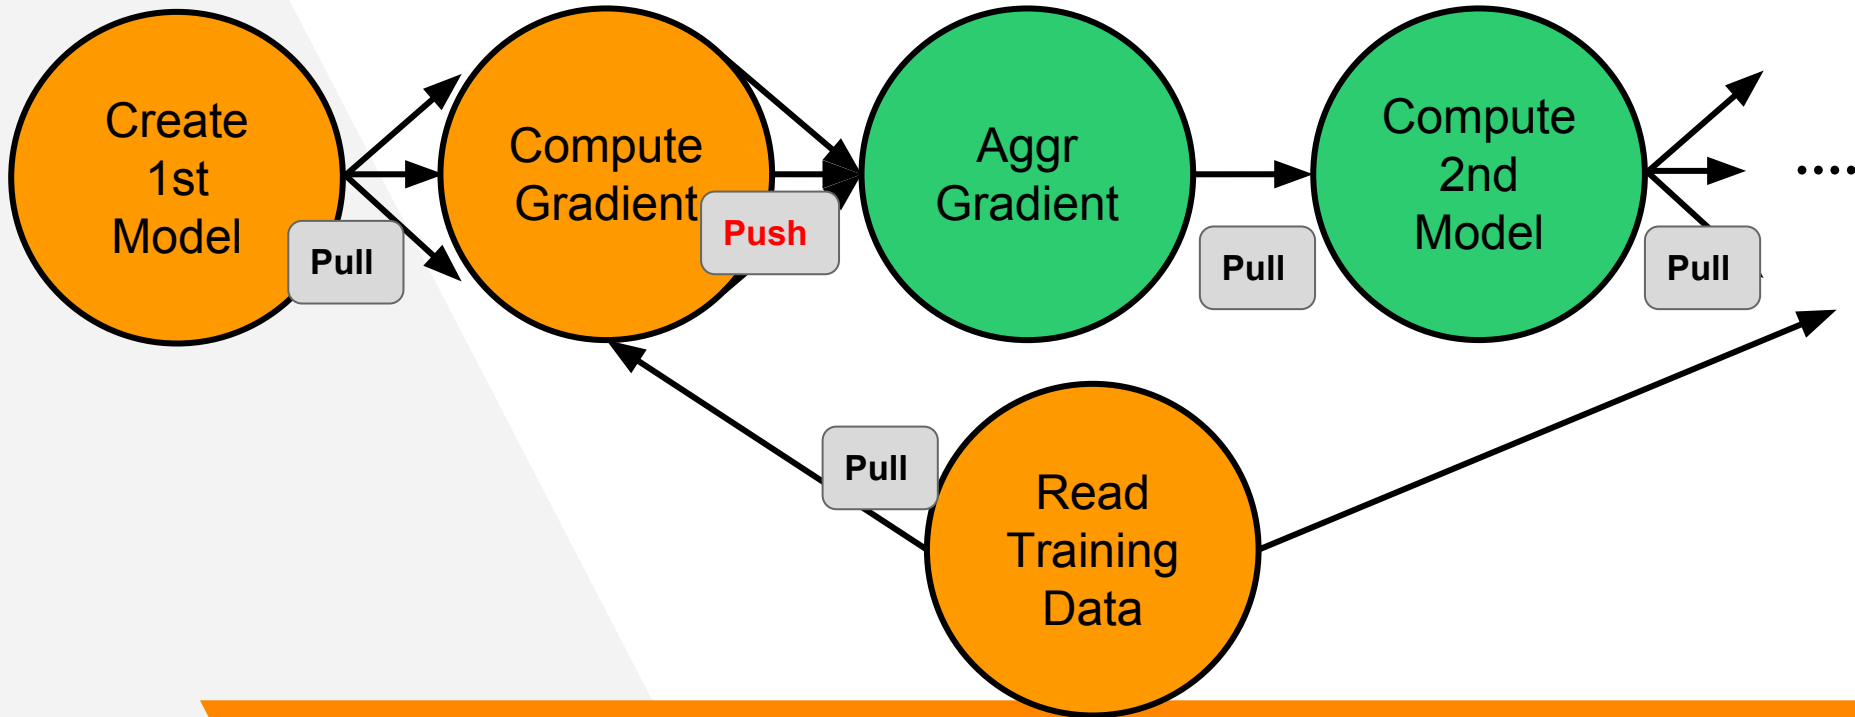 Create
1st
Model
Pull
Compute
Gradient
Push
Aggr
Gradient
Pull
Compute
2nd
Model
Pull
....
Pull
Read
Training
Data